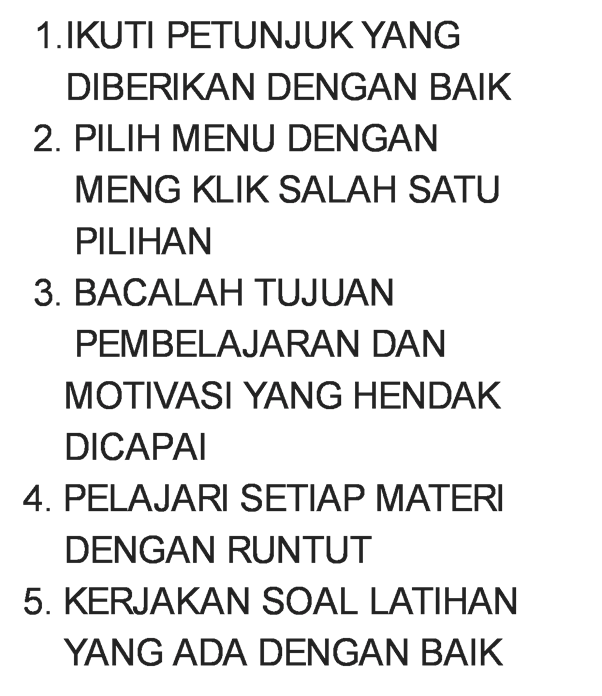 1.IKUTI PETUNJUK YANG
DIBERIKAN DENGAN BAIK
2. PILIH MENU DENGAN
MENG KLIK SALAH SATU
PILIHAN
3. BACALAH TUJUAN
PEMBELAJARAN DAN
MOTIVASI YANG HENDAK
DICAPAI
4. PELAJARI SETIAP MATERI
DENGAN RUNTUT
5. KERJAKAN SOAL LATIHAN
YANG ADA DENGAN BAIK